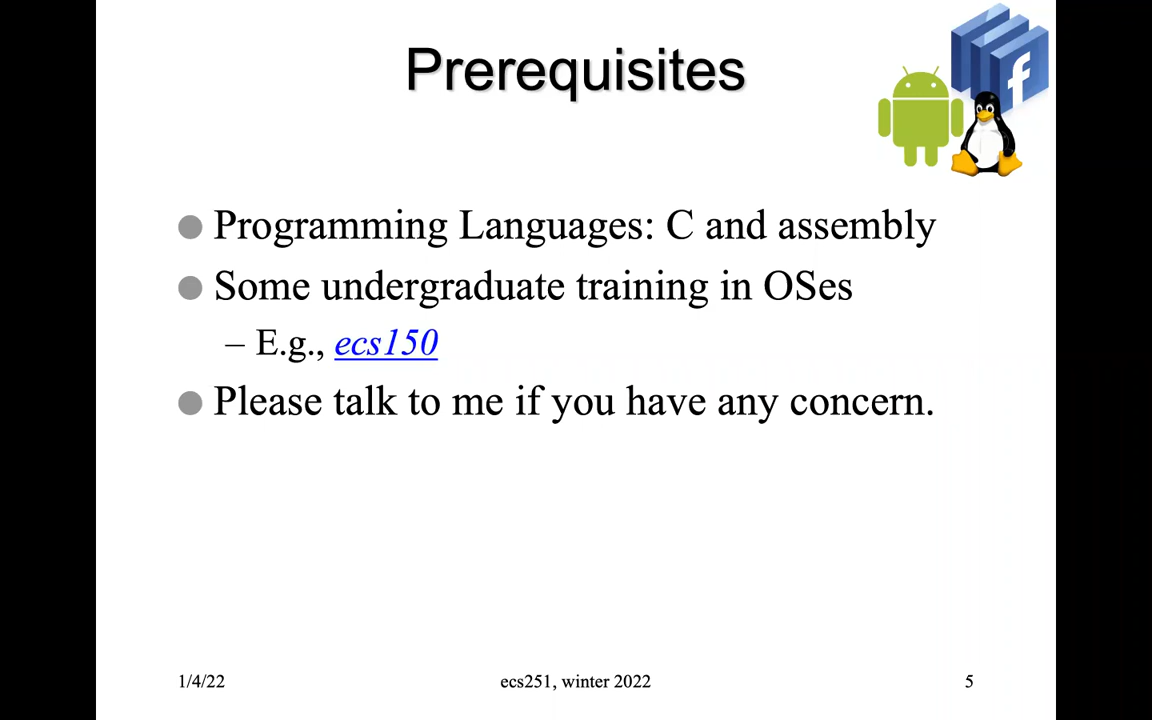 Prerequisites
f
Programming Languages: C and assembly
Some undergraduate training in OSes
– E.g., ecs150
Please talk to me if you have any concern.
1/4/22 ecs251, winter 2022 5